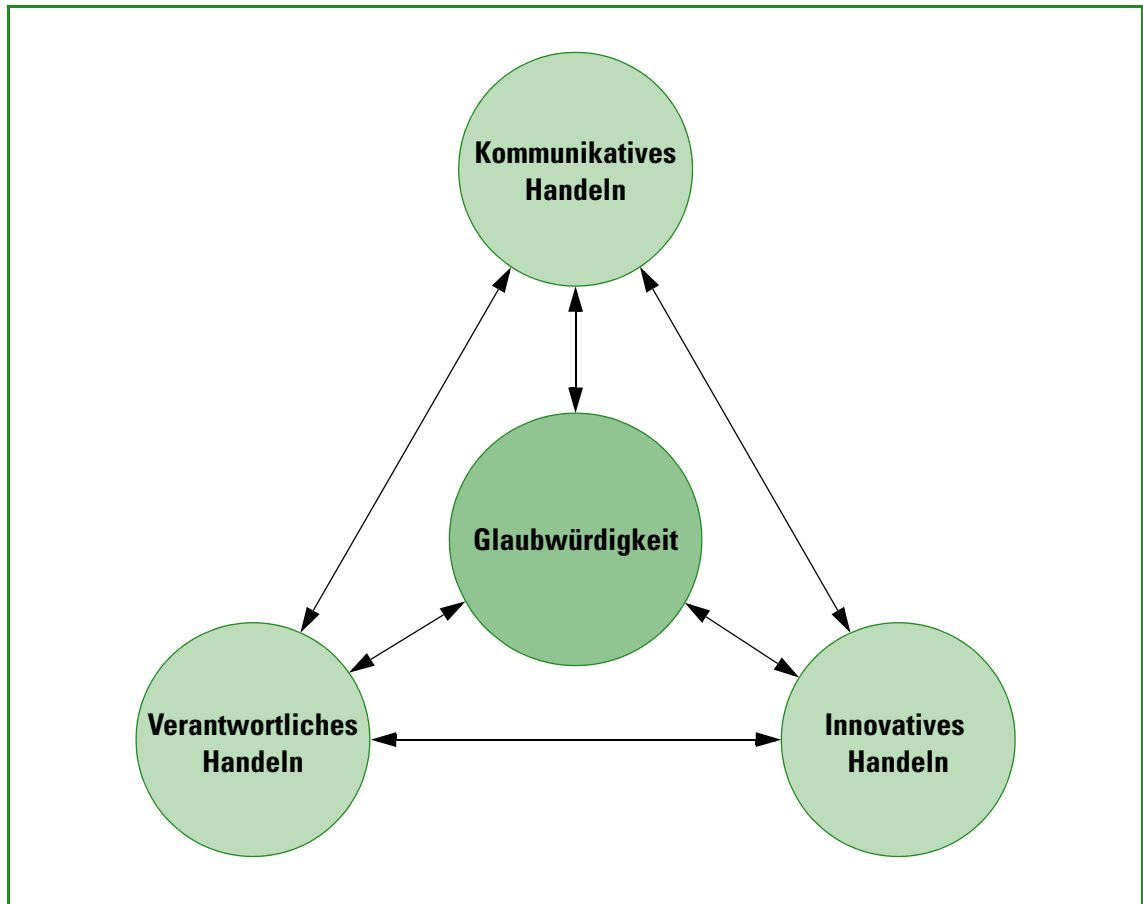 Kommunikatives
Handeln
Glaubwürdigkeit
Verantwortliches
Handeln
Innovatives
Handeln